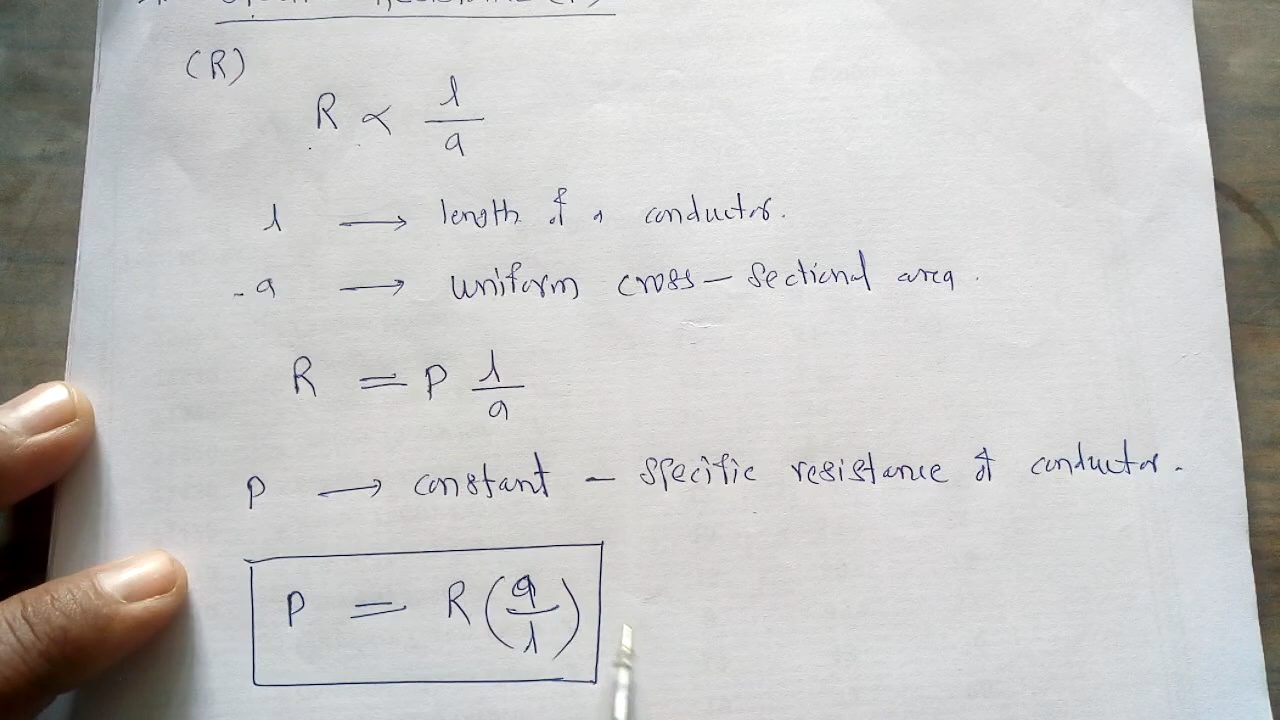 (R)
R ∝ l/a
l → length of a conductor.
a → uniform cross-sectional area.
R = ρ l/a
ρ → constant - specific resistance of conductor.
ρ = R(a/l)